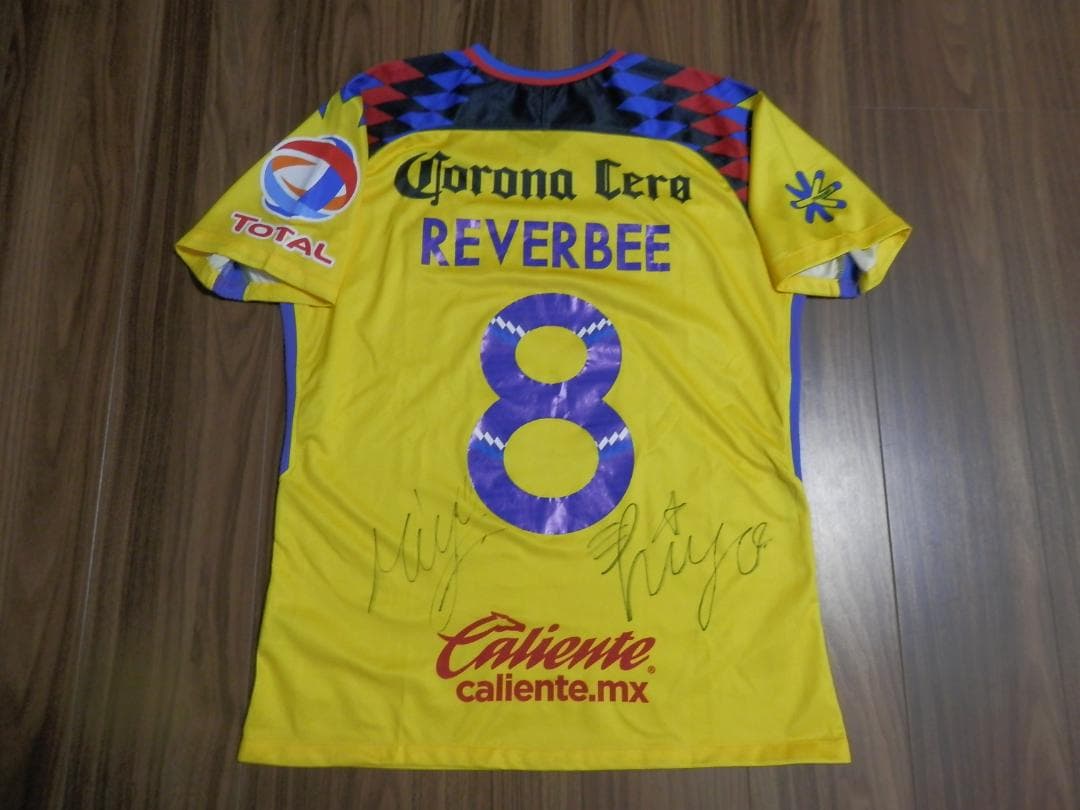 Corona Cero
TOTAL
REVERBEE
8
Caliente®
caliente.mx